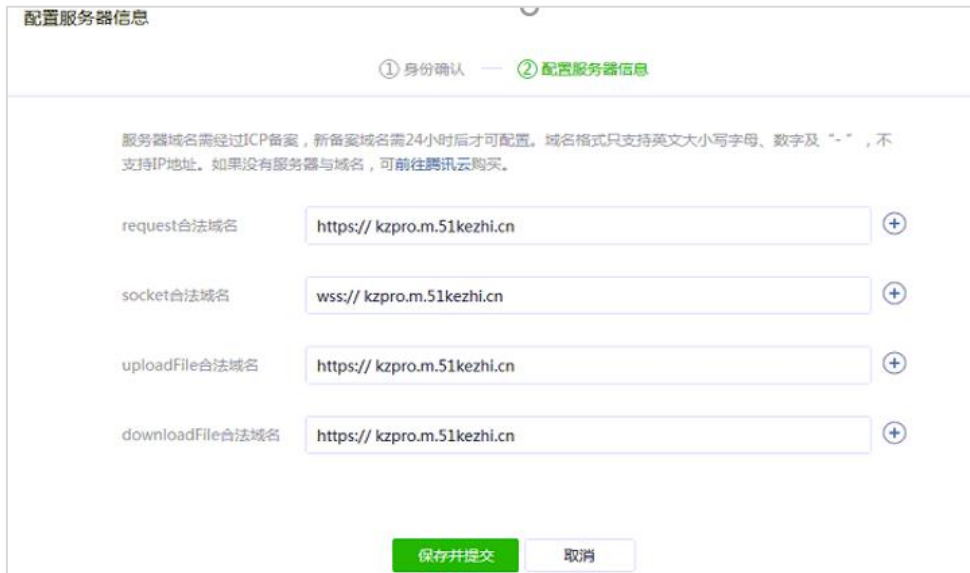 配置服务器信息
① 身份确认 — ② 配置服务器信息
服务器域名需经过ICP备案，新备案域名需24小时后才可配置。域名格式只支持英文大小写字母、数字及“- ”，不
支持IP地址。如果没有服务器与域名，可前往腾讯云购买。
request合法域名 https:// kzpro.m.51kezhi.cn
socket合法域名 wss:// kzpro.m.51kezhi.cn
uploadFile合法域名 https:// kzpro.m.51kezhi.cn
downloadFile合法域名 https:// kzpro.m.51kezhi.cn
保存并提交 取消